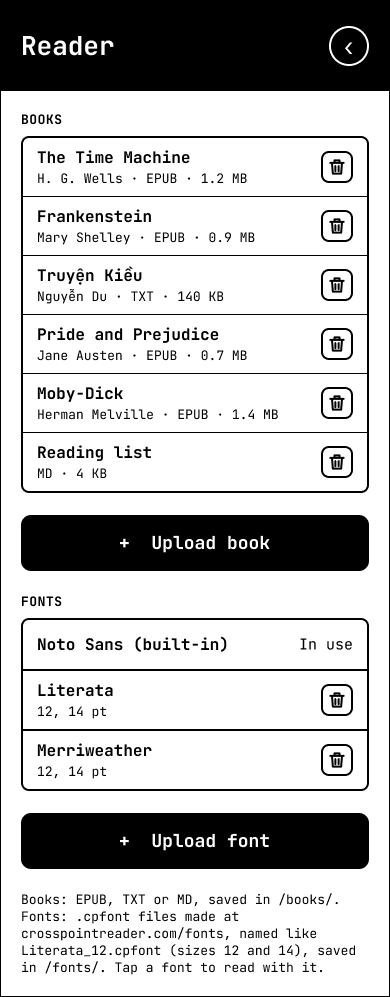 Reader
‹
BOOKS
The Time Machine
H. G. Wells · EPUB · 1.2 MB
Frankenstein
Mary Shelley · EPUB · 0.9 MB
Truyện Kiều
Nguyễn Du · TXT · 140 KB
Pride and Prejudice
Jane Austen · EPUB · 0.7 MB
Moby-Dick
Herman Melville · EPUB · 1.4 MB
Reading list
MD · 4 KB
+ Upload book
FONTS
Noto Sans (built-in) In use
Literata
12, 14 pt
Merriweather
12, 14 pt
+ Upload font
Books: EPUB, TXT or MD, saved in /books/.
Fonts: .cpfont files made at
crosspointreader.com/fonts, named like
Literata_12.cpfont (sizes 12 and 14), saved
in /fonts/. Tap a font to read with it.